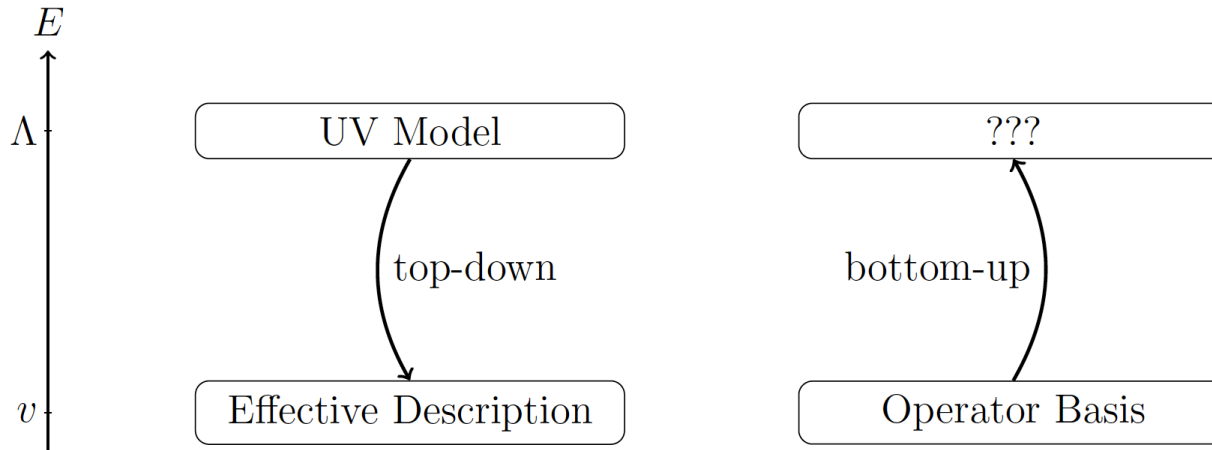 E
Λ
UV Model
???
top-down
bottom-up
v
Effective Description
Operator Basis